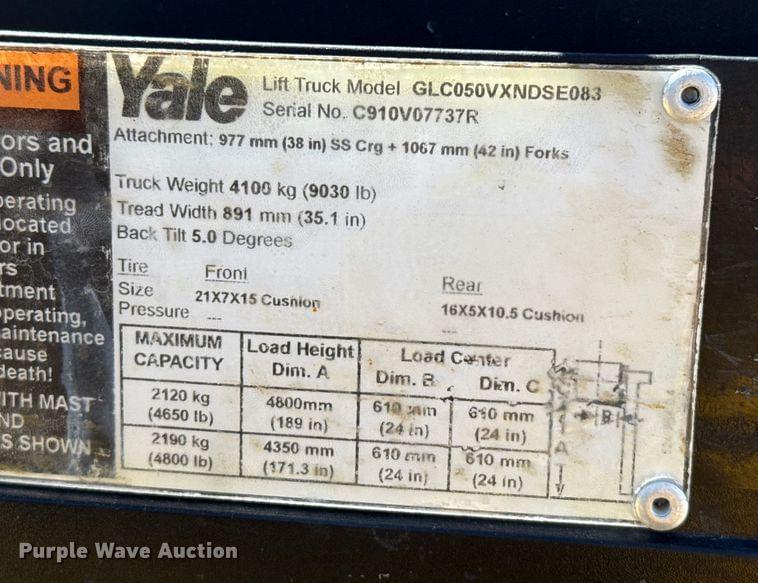 NING
ors and
Only
perating
located
or in
rs
tment
operating,
aintenance
cause
death!
WITH MAST
ND
S SHOWN
Yale
Lift Truck Model GLC050VXNDSE083
Serial No. C910V07737R
Attachment: 977 mm (38 in) SS Crg + 1067 mm (42 in) Forks
Truck Weight 4100 kg (9030 lb)
Tread Width 891 mm (35.1 in)
Back Tilt 5.0 Degrees
Tire Front Rear
Size 21X7X15 Cushion 16X5X10.5 Cushion
Pressure --- ---
MAXIMUM CAPACITY Load Height Dim. A Load Center Dim. B Dim. C
2120 kg 4800mm 610 mm 610 mm
(4650 lb) (189 in) (24 in) (24 in)
2190 kg 4350 mm 610 mm 610 mm
(4800 lb) (171.3 in) (24 in) (24 in)
B
A
Purple Wave Auction